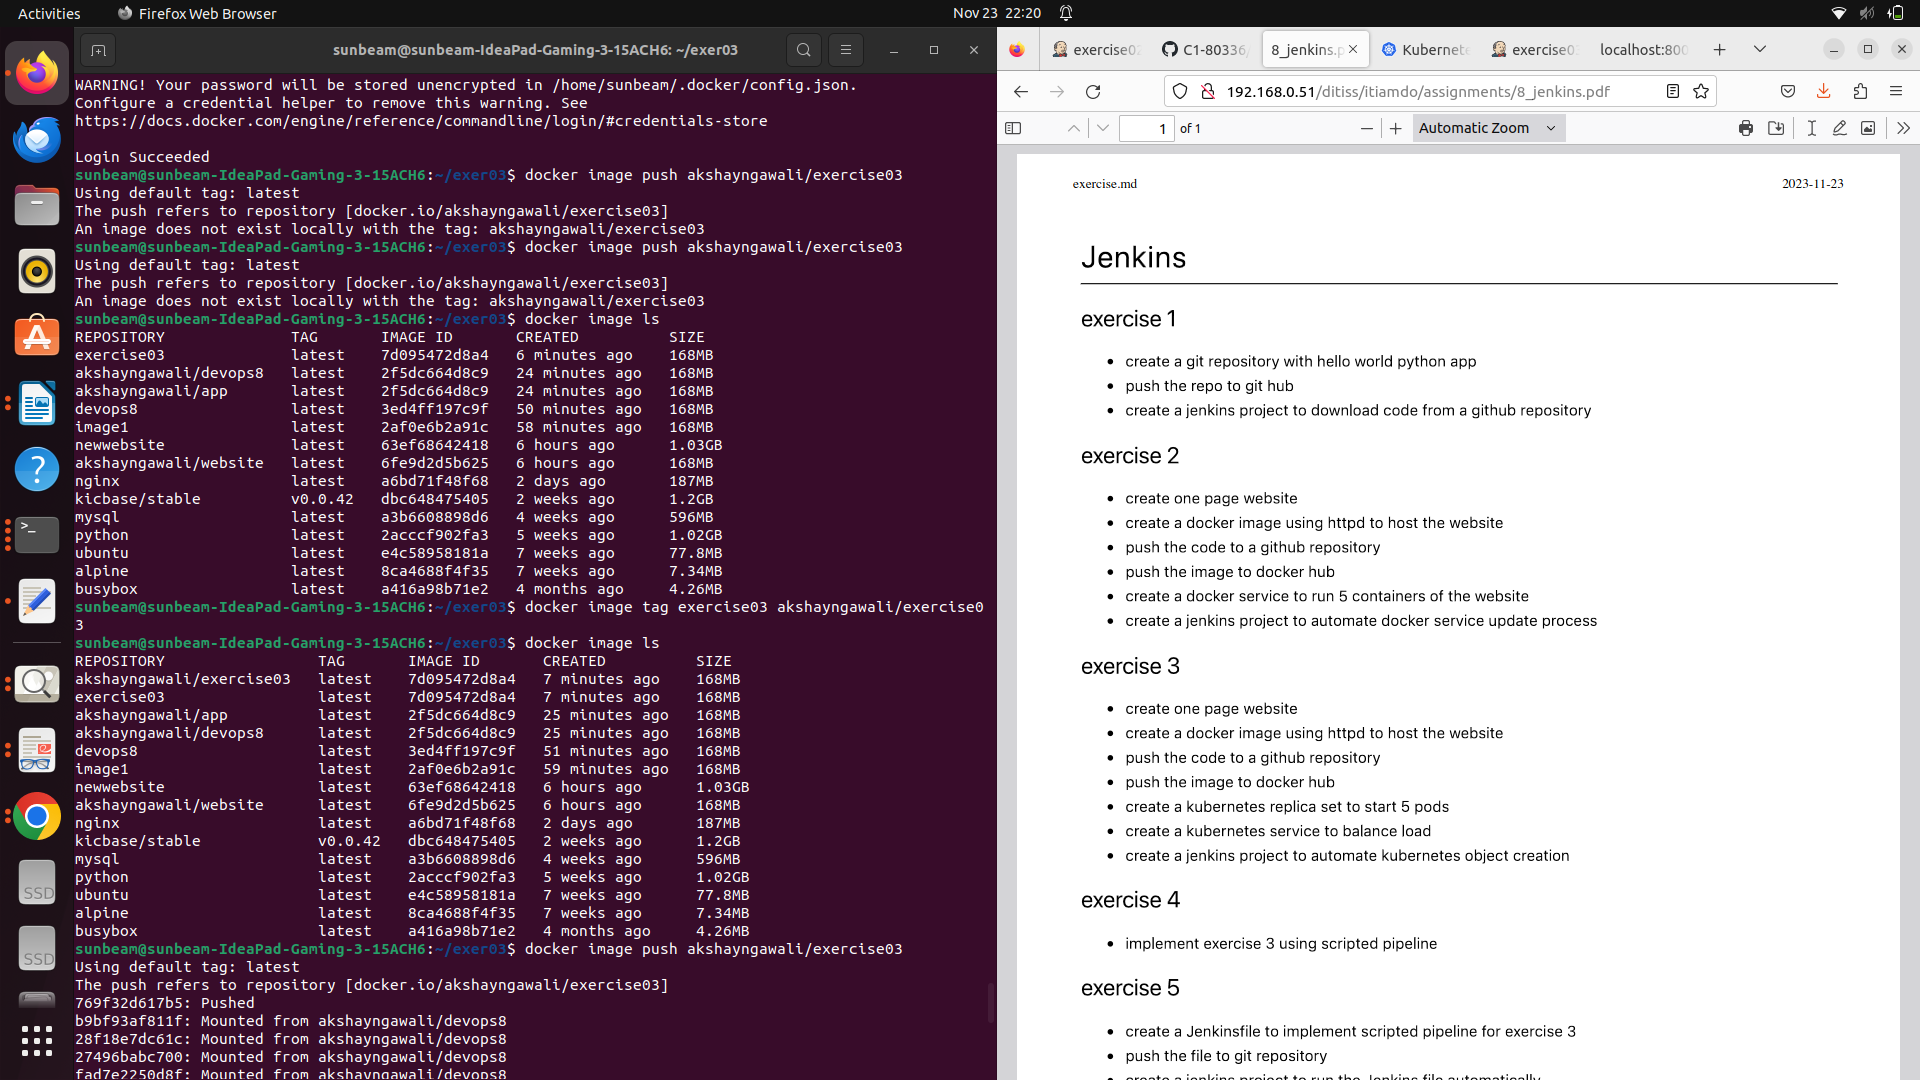 Activities
Firefox Web Browser
Nov 23 22:20
sunbeam@sunbeam-IdeaPad-Gaming-3-15ACH6: ~/exer03
WARNING! Your password will be stored unencrypted in /home/sunbeam/.docker/config.json.
Configure a credential helper to remove this warning. See
https://docs.docker.com/engine/reference/commandline/login/#credentials-store
Login Succeeded
sunbeam@sunbeam-IdeaPad-Gaming-3-15ACH6:~/exer03$ docker image push akshayngawali/exercise03
Using default tag: latest
The push refers to repository [docker.io/akshayngawali/exercise03]
An image does not exist locally with the tag: akshayngawali/exercise03
sunbeam@sunbeam-IdeaPad-Gaming-3-15ACH6:~/exer03$ docker image push akshayngawali/exercise03
Using default tag: latest
The push refers to repository [docker.io/akshayngawali/exercise03]
An image does not exist locally with the tag: akshayngawali/exercise03
sunbeam@sunbeam-IdeaPad-Gaming-3-15ACH6:~/exer03$ docker image ls
REPOSITORY TAG IMAGE ID CREATED SIZE
exercise03 latest 7d095472d8a4 6 minutes ago 168MB
akshayngawali/devops8 latest 2f5dc664d8c9 24 minutes ago 168MB
akshayngawali/app latest 2f5dc664d8c9 24 minutes ago 168MB
devops8 latest 3ed4ff197c9f 50 minutes ago 168MB
image1 latest 2af0e6b2a91c 58 minutes ago 168MB
newwebsite latest 63ef68642418 6 hours ago 1.03GB
akshayngawali/website latest 6fe9d2d5b625 6 hours ago 168MB
nginx latest a6bd71f48f68 2 days ago 187MB
kicbase/stable v0.0.42 dbc648475405 2 weeks ago 1.2GB
mysql latest a3b6608898d6 4 weeks ago 596MB
python latest 2acccf902fa3 5 weeks ago 1.02GB
ubuntu latest e4c58958181a 7 weeks ago 77.8MB
alpine latest 8ca4688f4f35 7 weeks ago 7.34MB
busybox latest a416a98b71e2 4 months ago 4.26MB
sunbeam@sunbeam-IdeaPad-Gaming-3-15ACH6:~/exer03$ docker image tag exercise03 akshayngawali/exercise0
3
sunbeam@sunbeam-IdeaPad-Gaming-3-15ACH6:~/exer03$ docker image ls
REPOSITORY TAG IMAGE ID CREATED SIZE
akshayngawali/exercise03 latest 7d095472d8a4 7 minutes ago 168MB
exercise03 latest 7d095472d8a4 7 minutes ago 168MB
akshayngawali/app latest 2f5dc664d8c9 25 minutes ago 168MB
akshayngawali/devops8 latest 2f5dc664d8c9 25 minutes ago 168MB
devops8 latest 3ed4ff197c9f 51 minutes ago 168MB
image1 latest 2af0e6b2a91c 59 minutes ago 168MB
newwebsite latest 63ef68642418 6 hours ago 1.03GB
akshayngawali/website latest 6fe9d2d5b625 6 hours ago 168MB
nginx latest a6bd71f48f68 2 days ago 187MB
kicbase/stable v0.0.42 dbc648475405 2 weeks ago 1.2GB
mysql latest a3b6608898d6 4 weeks ago 596MB
python latest 2acccf902fa3 5 weeks ago 1.02GB
ubuntu latest e4c58958181a 7 weeks ago 77.8MB
alpine latest 8ca4688f4f35 7 weeks ago 7.34MB
busybox latest a416a98b71e2 4 months ago 4.26MB
sunbeam@sunbeam-IdeaPad-Gaming-3-15ACH6:~/exer03$ docker image push akshayngawali/exercise03
Using default tag: latest
The push refers to repository [docker.io/akshayngawali/exercise03]
769f32d617b5: Pushed
b9bf93af811f: Mounted from akshayngawali/devops8
28f18e7dc61c: Mounted from akshayngawali/devops8
27496babc700: Mounted from akshayngawali/devops8
fad7e2250d8f: Mounted from akshayngawali/devops8
SSD
SSD
exercise02
C1-80336/
8_jenkins.p
Kubernete
exercise03
localhost:800
192.168.0.51/ditiss/itiamdo/assignments/8_jenkins.pdf
1 of 1
Automatic Zoom
exercise.md 2023-11-23
Jenkins
exercise 1
• create a git repository with hello world python app
• push the repo to git hub
• create a jenkins project to download code from a github repository
exercise 2
• create one page website
• create a docker image using httpd to host the website
• push the code to a github repository
• push the image to docker hub
• create a docker service to run 5 containers of the website
• create a jenkins project to automate docker service update process
exercise 3
• create one page website
• create a docker image using httpd to host the website
• push the code to a github repository
• push the image to docker hub
• create a kubernetes replica set to start 5 pods
• create a kubernetes service to balance load
• create a jenkins project to automate kubernetes object creation
exercise 4
• implement exercise 3 using scripted pipeline
exercise 5
• create a Jenkinsfile to implement scripted pipeline for exercise 3
• push the file to git repository
• create a jenkins project to run the Jenkins file automatically